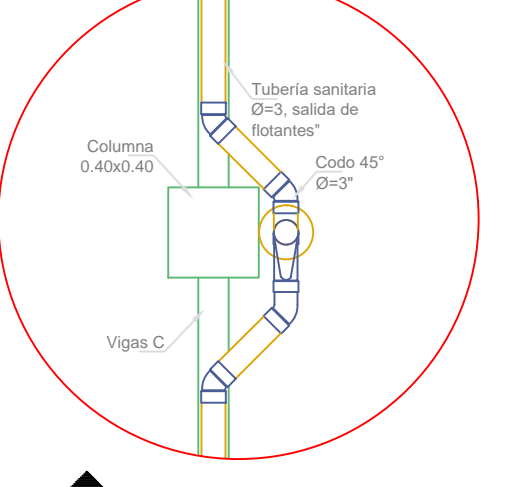 Tubería sanitaria
Ø=3, salida de
flotantes"
Columna
0.40x0.40
Codo 45°
Ø=3"
Vigas C